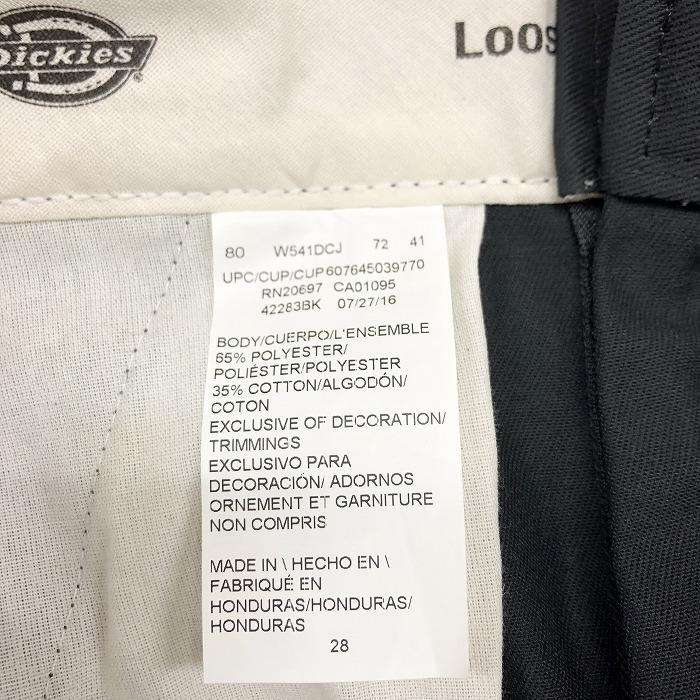 Dickies
Loos
80 W541DCJ 72 41
UPC/CUP/CUP607645039770
RN20697 CA01095
42283BK 07/27/16
BODY/CUERPO/L'ENSEMBLE
65% POLYESTER/
POLIÉSTER/POLYESTER
35% COTTON/ALGODÓN/
COTON
EXCLUSIVE OF DECORATION/
TRIMMINGS
EXCLUSIVO PARA
DECORACIÓN/ ADORNOS
ORNEMENT ET GARNITURE
NON COMPRIS
MADE IN \ HECHO EN \
FABRIQUÉ EN
HONDURAS/HONDURAS/
HONDURAS
28